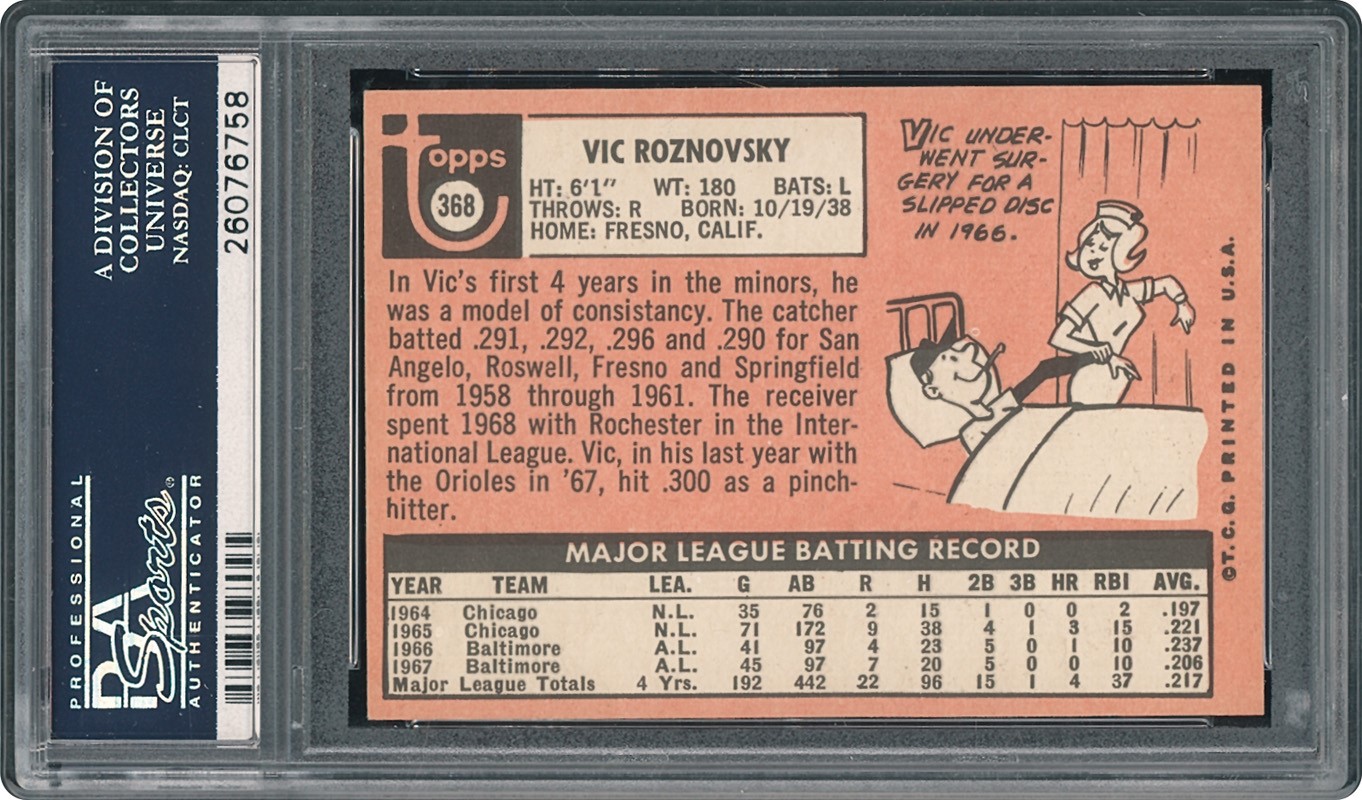 A DIVISION OF
COLLECTORS
UNIVERSE
NASDAQ: CLCT
26076758
PROFESSIONAL
PSA
Sports®
AUTHENTICATOR
Topps
368
VIC ROZNOVSKY
HT: 6'1" WT: 180 BATS: L
THROWS: R BORN: 10/19/38
HOME: FRESNO, CALIF.
In Vic's first 4 years in the minors, he
was a model of consistancy. The catcher
batted .291, .292, .296 and .290 for San
Angelo, Roswell, Fresno and Springfield
from 1958 through 1961. The receiver
spent 1968 with Rochester in the Inter-
national League. Vic, in his last year with
the Orioles in '67, hit .300 as a pinch-
hitter.
VIC UNDER-
WENT SUR-
GERY FOR A
SLIPPED DISC
IN 1966.
©T. C. G. PRINTED IN U.S.A.
MAJOR LEAGUE BATTING RECORD
YEAR TEAM LEA. G AB R H 2B 3B HR RBI AVG.
1964 Chicago N.L. 35 76 2 15 1 0 0 2 .197
1965 Chicago N.L. 71 172 9 38 4 1 3 15 .221
1966 Baltimore A.L. 41 97 4 23 5 0 1 10 .237
1967 Baltimore A.L. 45 97 7 20 5 0 0 10 .206
Major League Totals 4 Yrs. 192 442 22 96 15 1 4 37 .217